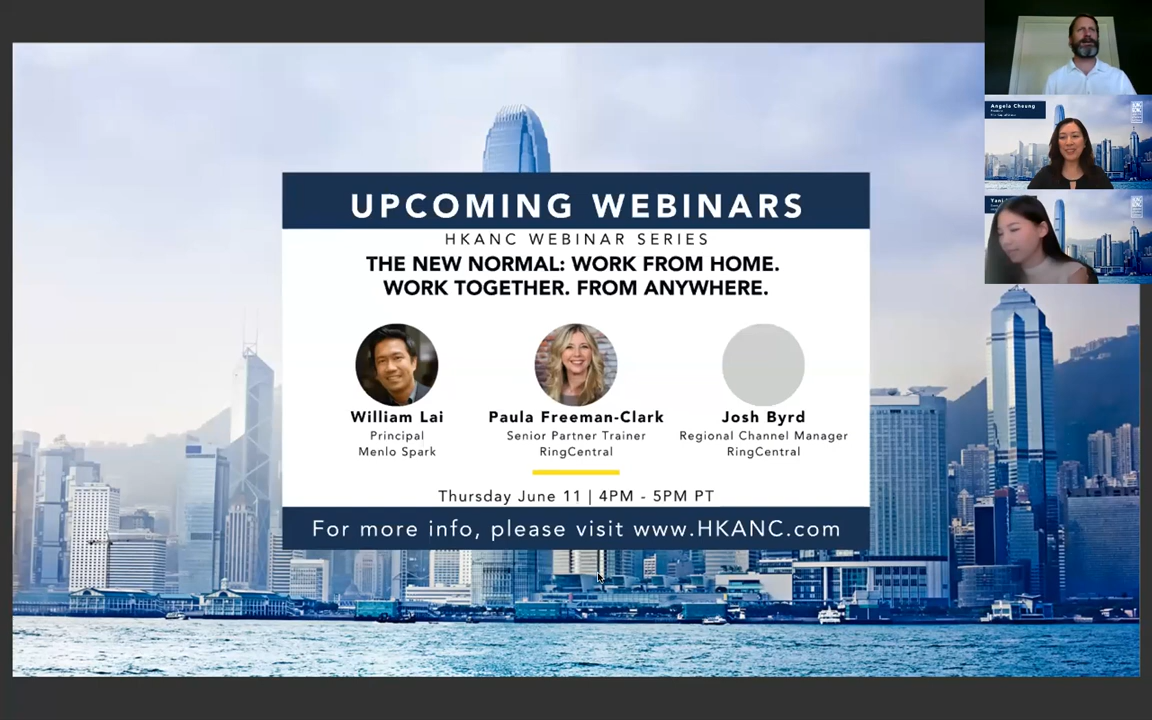 UPCOMING WEBINARS
HKANC WEBINAR SERIES
THE NEW NORMAL: WORK FROM HOME.
WORK TOGETHER. FROM ANYWHERE.
William Lai
Principal
Menlo Spark
Paula Freeman-Clark
Senior Partner Trainer
RingCentral
Josh Byrd
Regional Channel Manager
RingCentral
Thursday June 11 | 4PM - 5PM PT
For more info, please visit www.HKANC.com
Angela Cheung